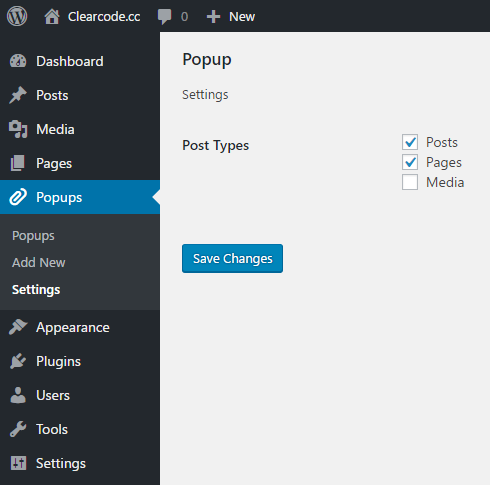 Clearcode.cc 0 + New
Dashboard
Posts
Media
Pages
Popups
Popups
Add New
Settings
Appearance
Plugins
Users
Tools
Settings
Popup
Settings
Post Types
Posts
Pages
Media
Save Changes